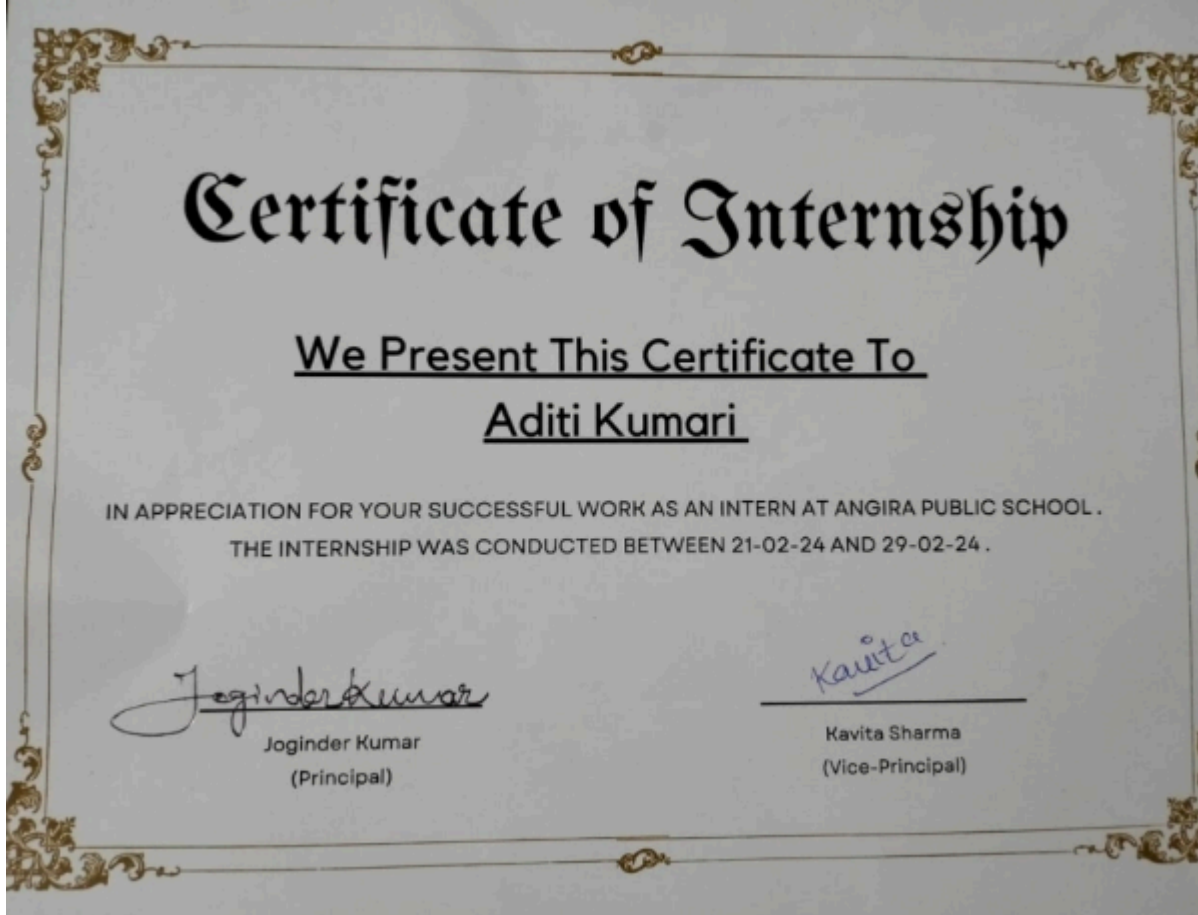 Certificate of Internship
We Present This Certificate To
Aditi Kumari
IN APPRECIATION FOR YOUR SUCCESSFUL WORK AS AN INTERN AT ANGIRA PUBLIC SCHOOL .
THE INTERNSHIP WAS CONDUCTED BETWEEN 21-02-24 AND 29-02-24 .
Joginder Kumar
Kavita
Joginder Kumar
(Principal)
Kavita Sharma
(Vice-Principal)